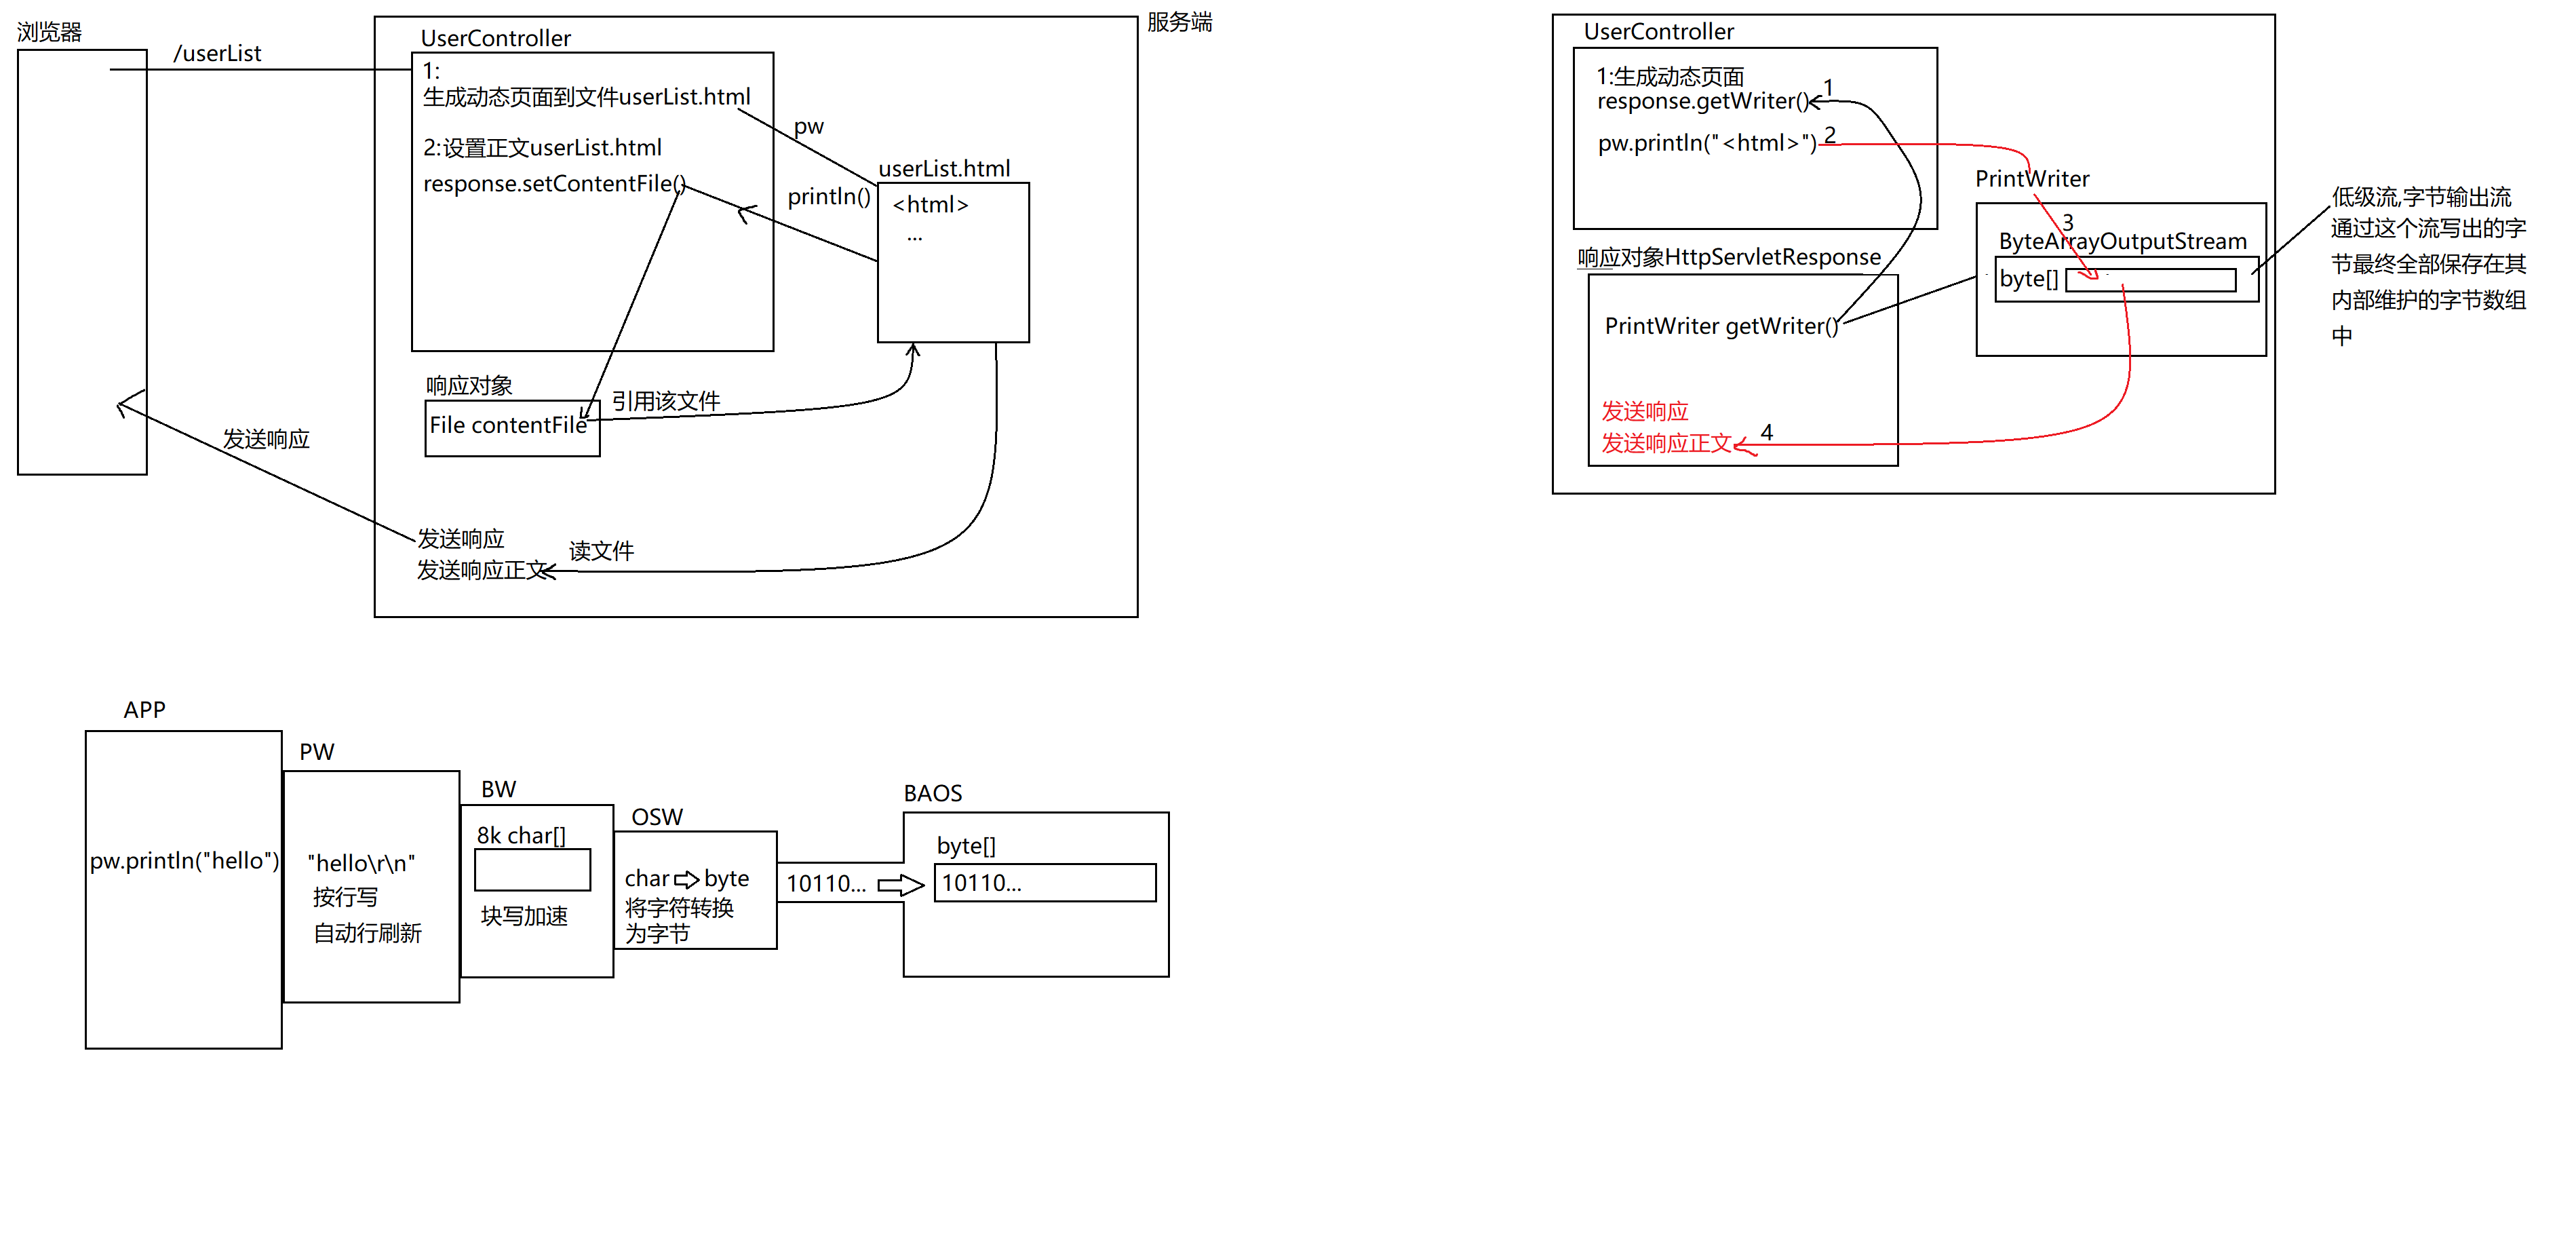 浏览器
/userList
服务端
UserController
1:
生成动态页面到文件userList.html
2:设置正文userList.html
response.setContentFile()
pw
println()
userList.html
<html>
...
响应对象
File contentFile
引用该文件
发送响应
发送响应
发送响应正文
读文件
UserController
1:生成动态页面
response.getWriter()
1
pw.println("<html>")
2
PrintWriter
3
ByteArrayOutputStream
byte[]
低级流,字节输出流
通过这个流写出的字
节最终全部保存在其
内部维护的字节数组
中
响应对象HttpServletResponse
PrintWriter getWriter()
发送响应
发送响应正文
4
APP
pw.println("hello")
PW
"hello\r\n"
按行写
自动行刷新
BW
8k char[]
块写加速
OSW
char byte
将字符转换
为字节
10110...
BAOS
byte[]
10110...